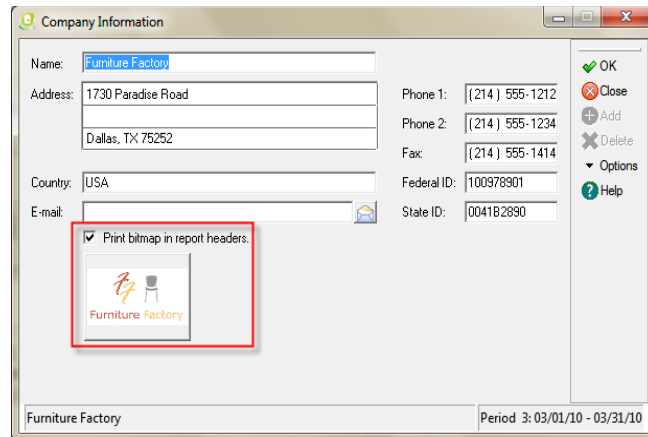 Company Information
Name: Furniture Factory
Address: 1730 Paradise Road
Dallas, TX 75252
Country: USA
E-mail:
Phone 1: (214) 555-1212
Phone 2: (214) 555-1234
Fax: (214) 555-1414
Federal ID: 100978901
State ID: 0041B2890
Print bitmap in report headers.
FF
Furniture Factory
OK
Close
Add
Delete
Options
Help
Furniture Factory
Period 3: 03/01/10 - 03/31/10